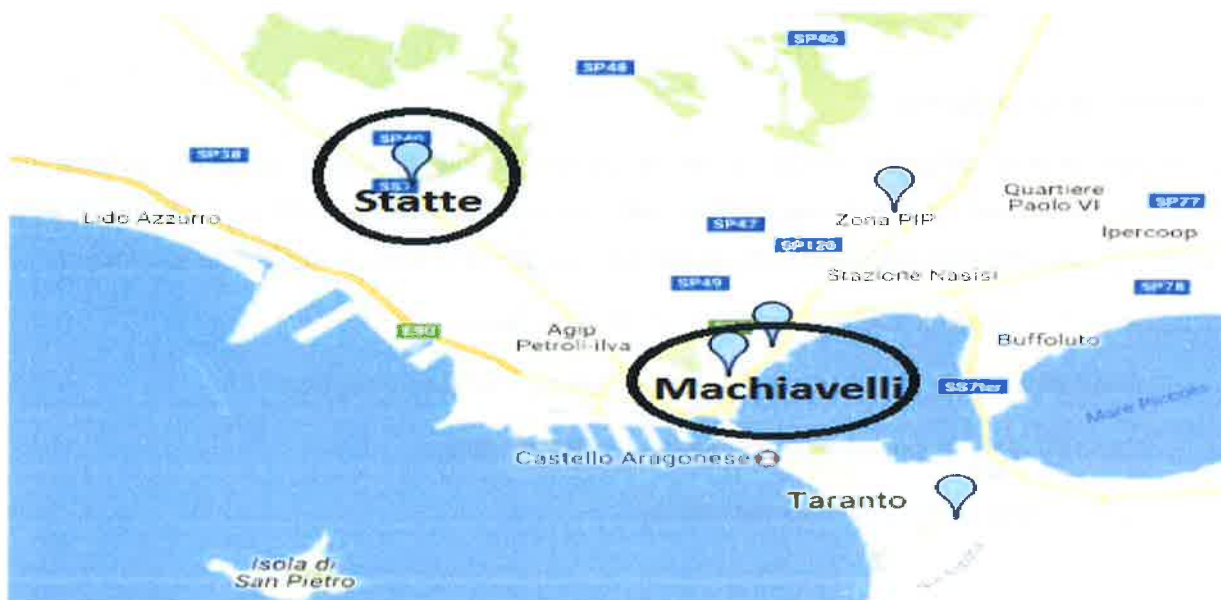 SP46
SP48
SP38
SS7
Statte
Lido Azzurro
Zona PIP
Quartiere
Paolo VI
SP77
SP47
Ipercoop
Stazione Nasisi
SP49
SP78
E90
Agip
Petroli-ilva
Buffoluto
Machiavelli
SS7ter
Mare Piccolo
Castello Aragonese
Taranto
Isola di
San Pietro